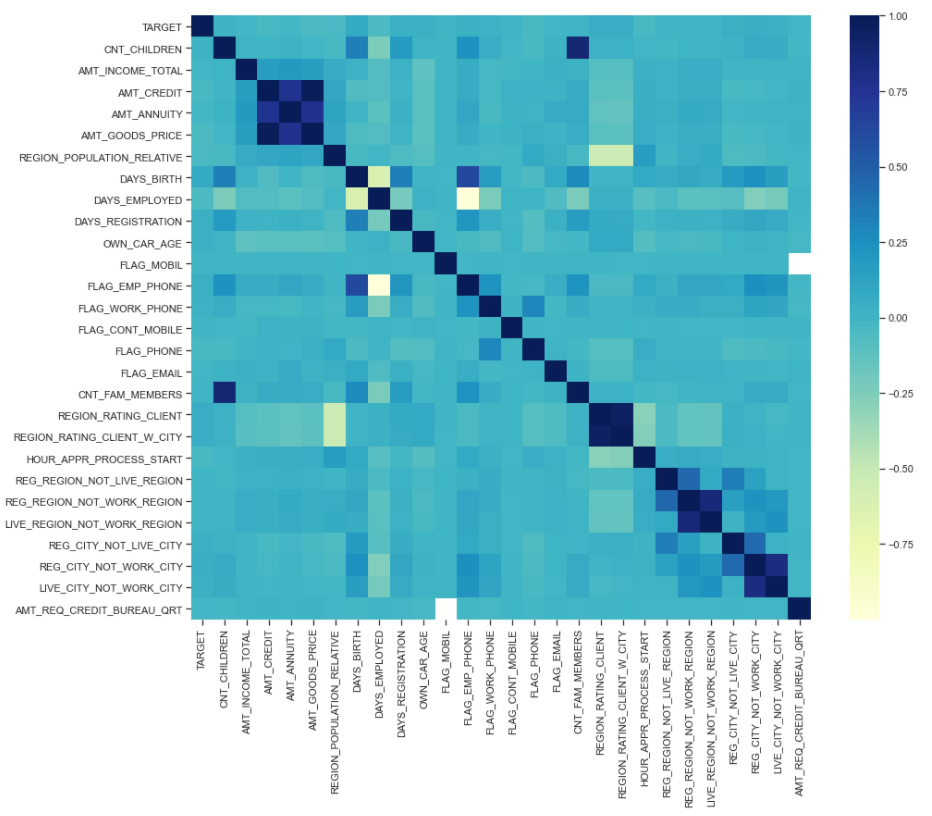 TARGET
CNT_CHILDREN
AMT_INCOME_TOTAL
AMT_CREDIT
AMT_ANNUITY
AMT_GOODS_PRICE
REGION_POPULATION_RELATIVE
DAYS_BIRTH
DAYS_EMPLOYED
DAYS_REGISTRATION
OWN_CAR_AGE
FLAG_MOBIL
FLAG_EMP_PHONE
FLAG_WORK_PHONE
FLAG_CONT_MOBILE
FLAG_PHONE
FLAG_EMAIL
CNT_FAM_MEMBERS
REGION_RATING_CLIENT
REGION_RATING_CLIENT_W_CITY
HOUR_APPR_PROCESS_START
REG_REGION_NOT_LIVE_REGION
REG_REGION_NOT_WORK_REGION
LIVE_REGION_NOT_WORK_REGION
REG_CITY_NOT_LIVE_CITY
REG_CITY_NOT_WORK_CITY
LIVE_CITY_NOT_WORK_CITY
AMT_REQ_CREDIT_BUREAU_QRT
TARGET
CNT_CHILDREN
AMT_INCOME_TOTAL
AMT_CREDIT
AMT_ANNUITY
AMT_GOODS_PRICE
REGION_POPULATION_RELATIVE
DAYS_BIRTH
DAYS_EMPLOYED
DAYS_REGISTRATION
OWN_CAR_AGE
FLAG_MOBIL
FLAG_EMP_PHONE
FLAG_WORK_PHONE
FLAG_CONT_MOBILE
FLAG_PHONE
FLAG_EMAIL
CNT_FAM_MEMBERS
REGION_RATING_CLIENT
REGION_RATING_CLIENT_W_CITY
HOUR_APPR_PROCESS_START
REG_REGION_NOT_LIVE_REGION
REG_REGION_NOT_WORK_REGION
LIVE_REGION_NOT_WORK_REGION
REG_CITY_NOT_LIVE_CITY
REG_CITY_NOT_WORK_CITY
LIVE_CITY_NOT_WORK_CITY
AMT_REQ_CREDIT_BUREAU_QRT
1.00
0.75
0.50
0.25
0.00
−0.25
−0.50
−0.75